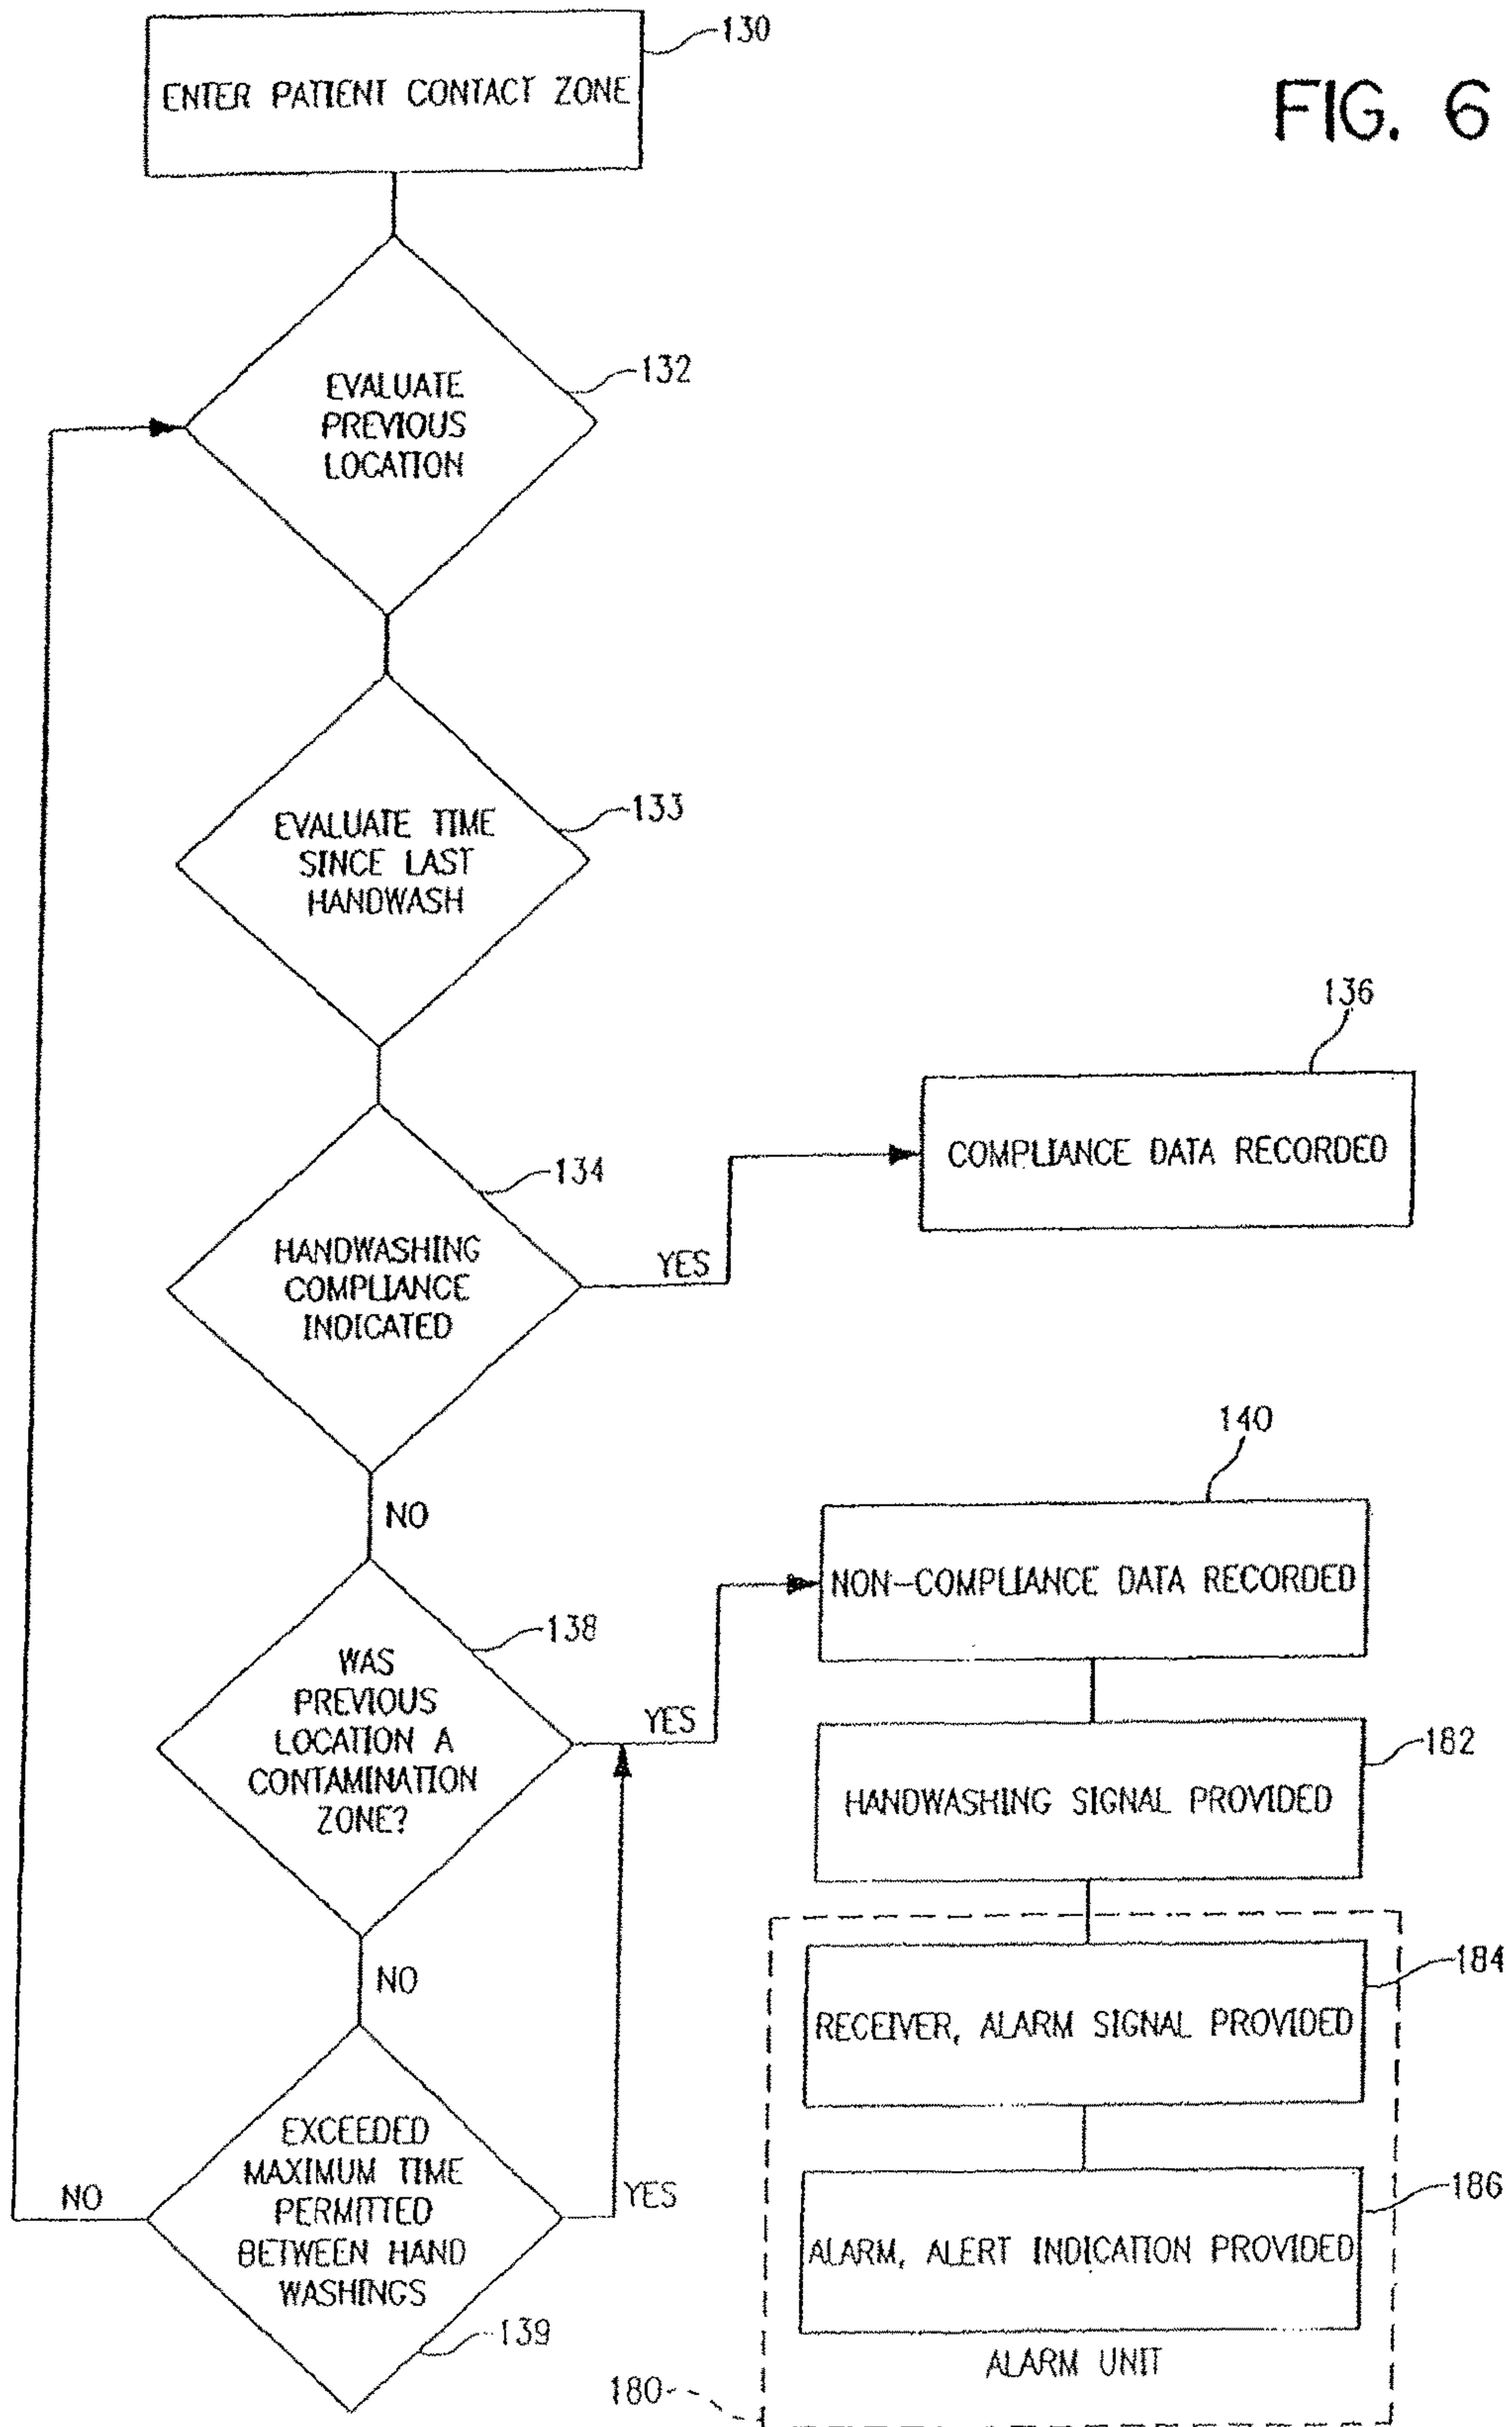 130
ENTER PATIENT CONTACT ZONE
FIG. 6
132
EVALUATE
PREVIOUS
LOCATION
133
EVALUATE TIME
SINCE LAST
HANDWASH
136
COMPLIANCE DATA RECORDED
134
HANDWASHING
COMPLIANCE
INDICATED
YES
140
NO
NON-COMPLIANCE DATA RECORDED
138
WAS
PREVIOUS
LOCATION A
CONTAMINATION
ZONE?
YES
182
HANDWASHING SIGNAL PROVIDED
NO
184
RECEIVER, ALARM SIGNAL PROVIDED
EXCEEDED
MAXIMUM TIME
PERMITTED
BETWEEN HAND
WASHINGS
NO
YES
186
ALARM, ALERT INDICATION PROVIDED
139
ALARM UNIT
180